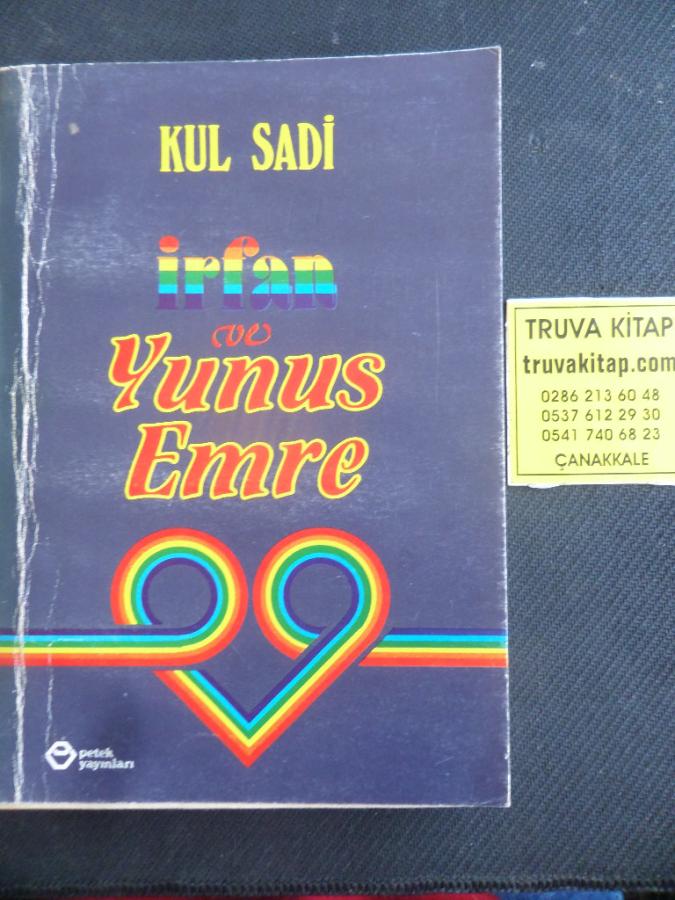 KUL SADİ
irfan
ve
Yunus
Emre
petek
yayınları
TRUVA KİTAP
truvakitap.com
0286 213 60 48
0537 612 29 30
0541 740 68 23
ÇANAKKALE